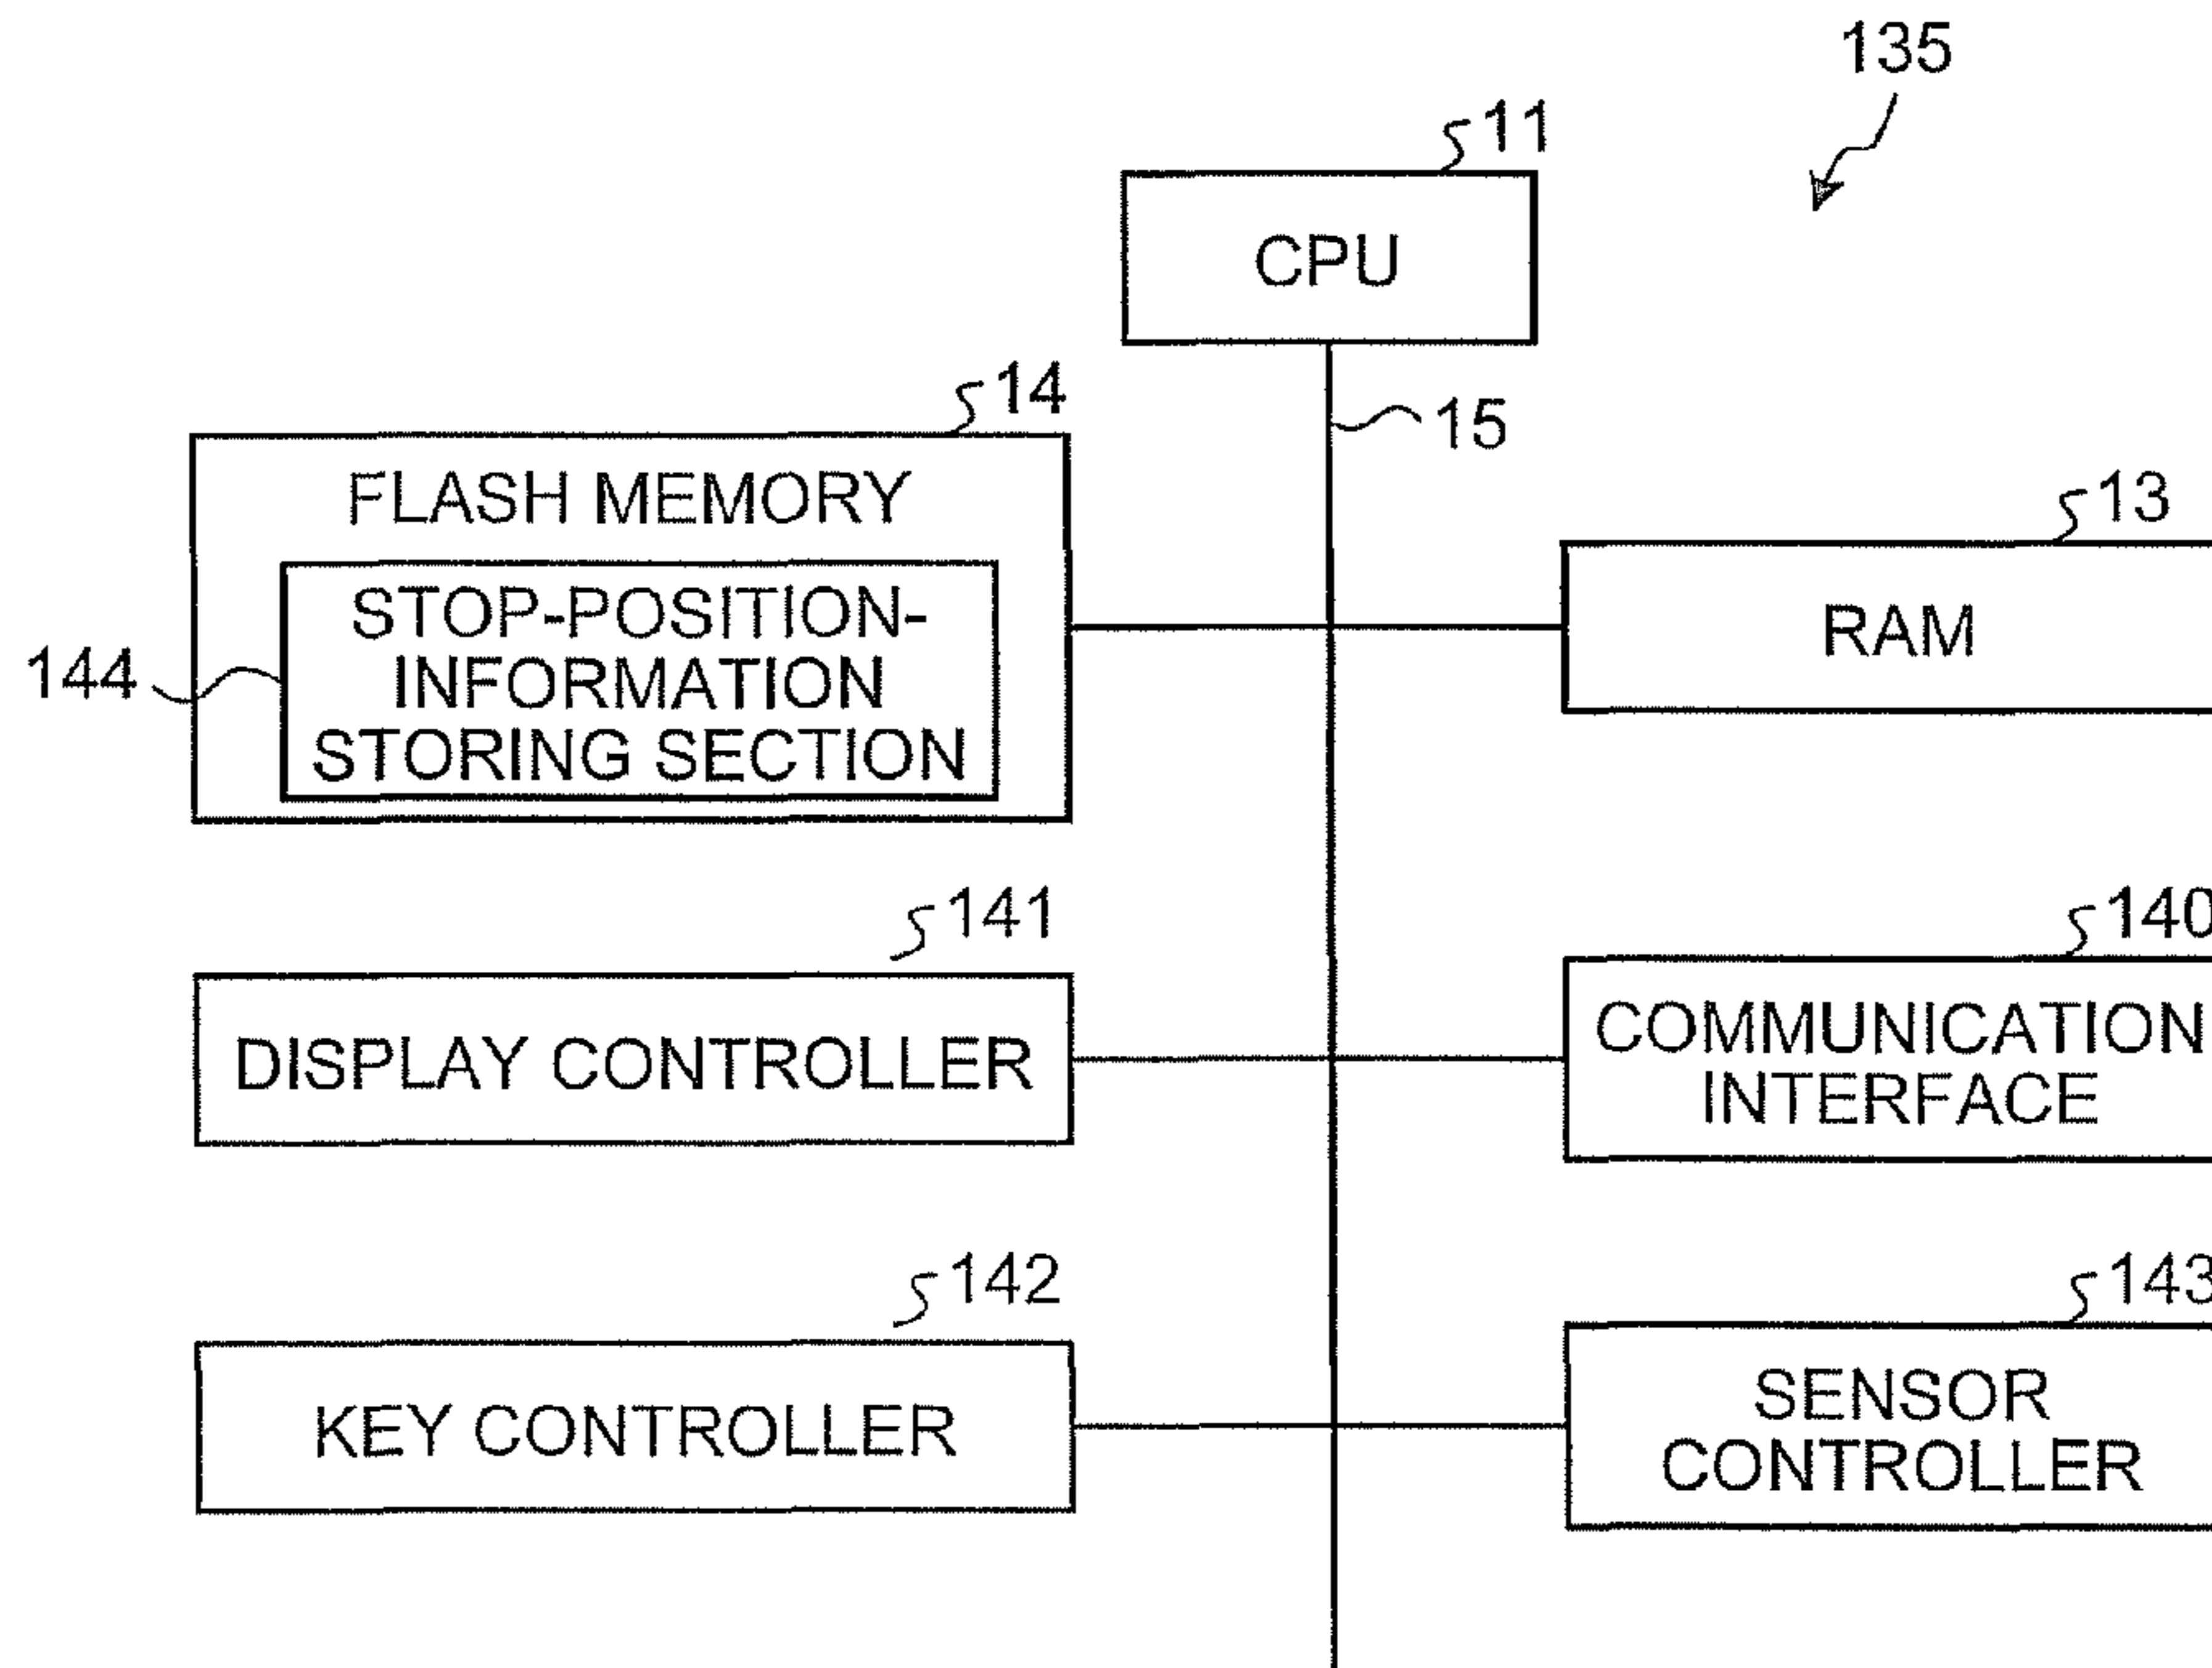 135
11
CPU
14
15
FLASH MEMORY
13
STOP-POSITION-
INFORMATION
STORING SECTION
RAM
144
141
140
DISPLAY CONTROLLER
COMMUNICATION
INTERFACE
142
143
KEY CONTROLLER
SENSOR
CONTROLLER